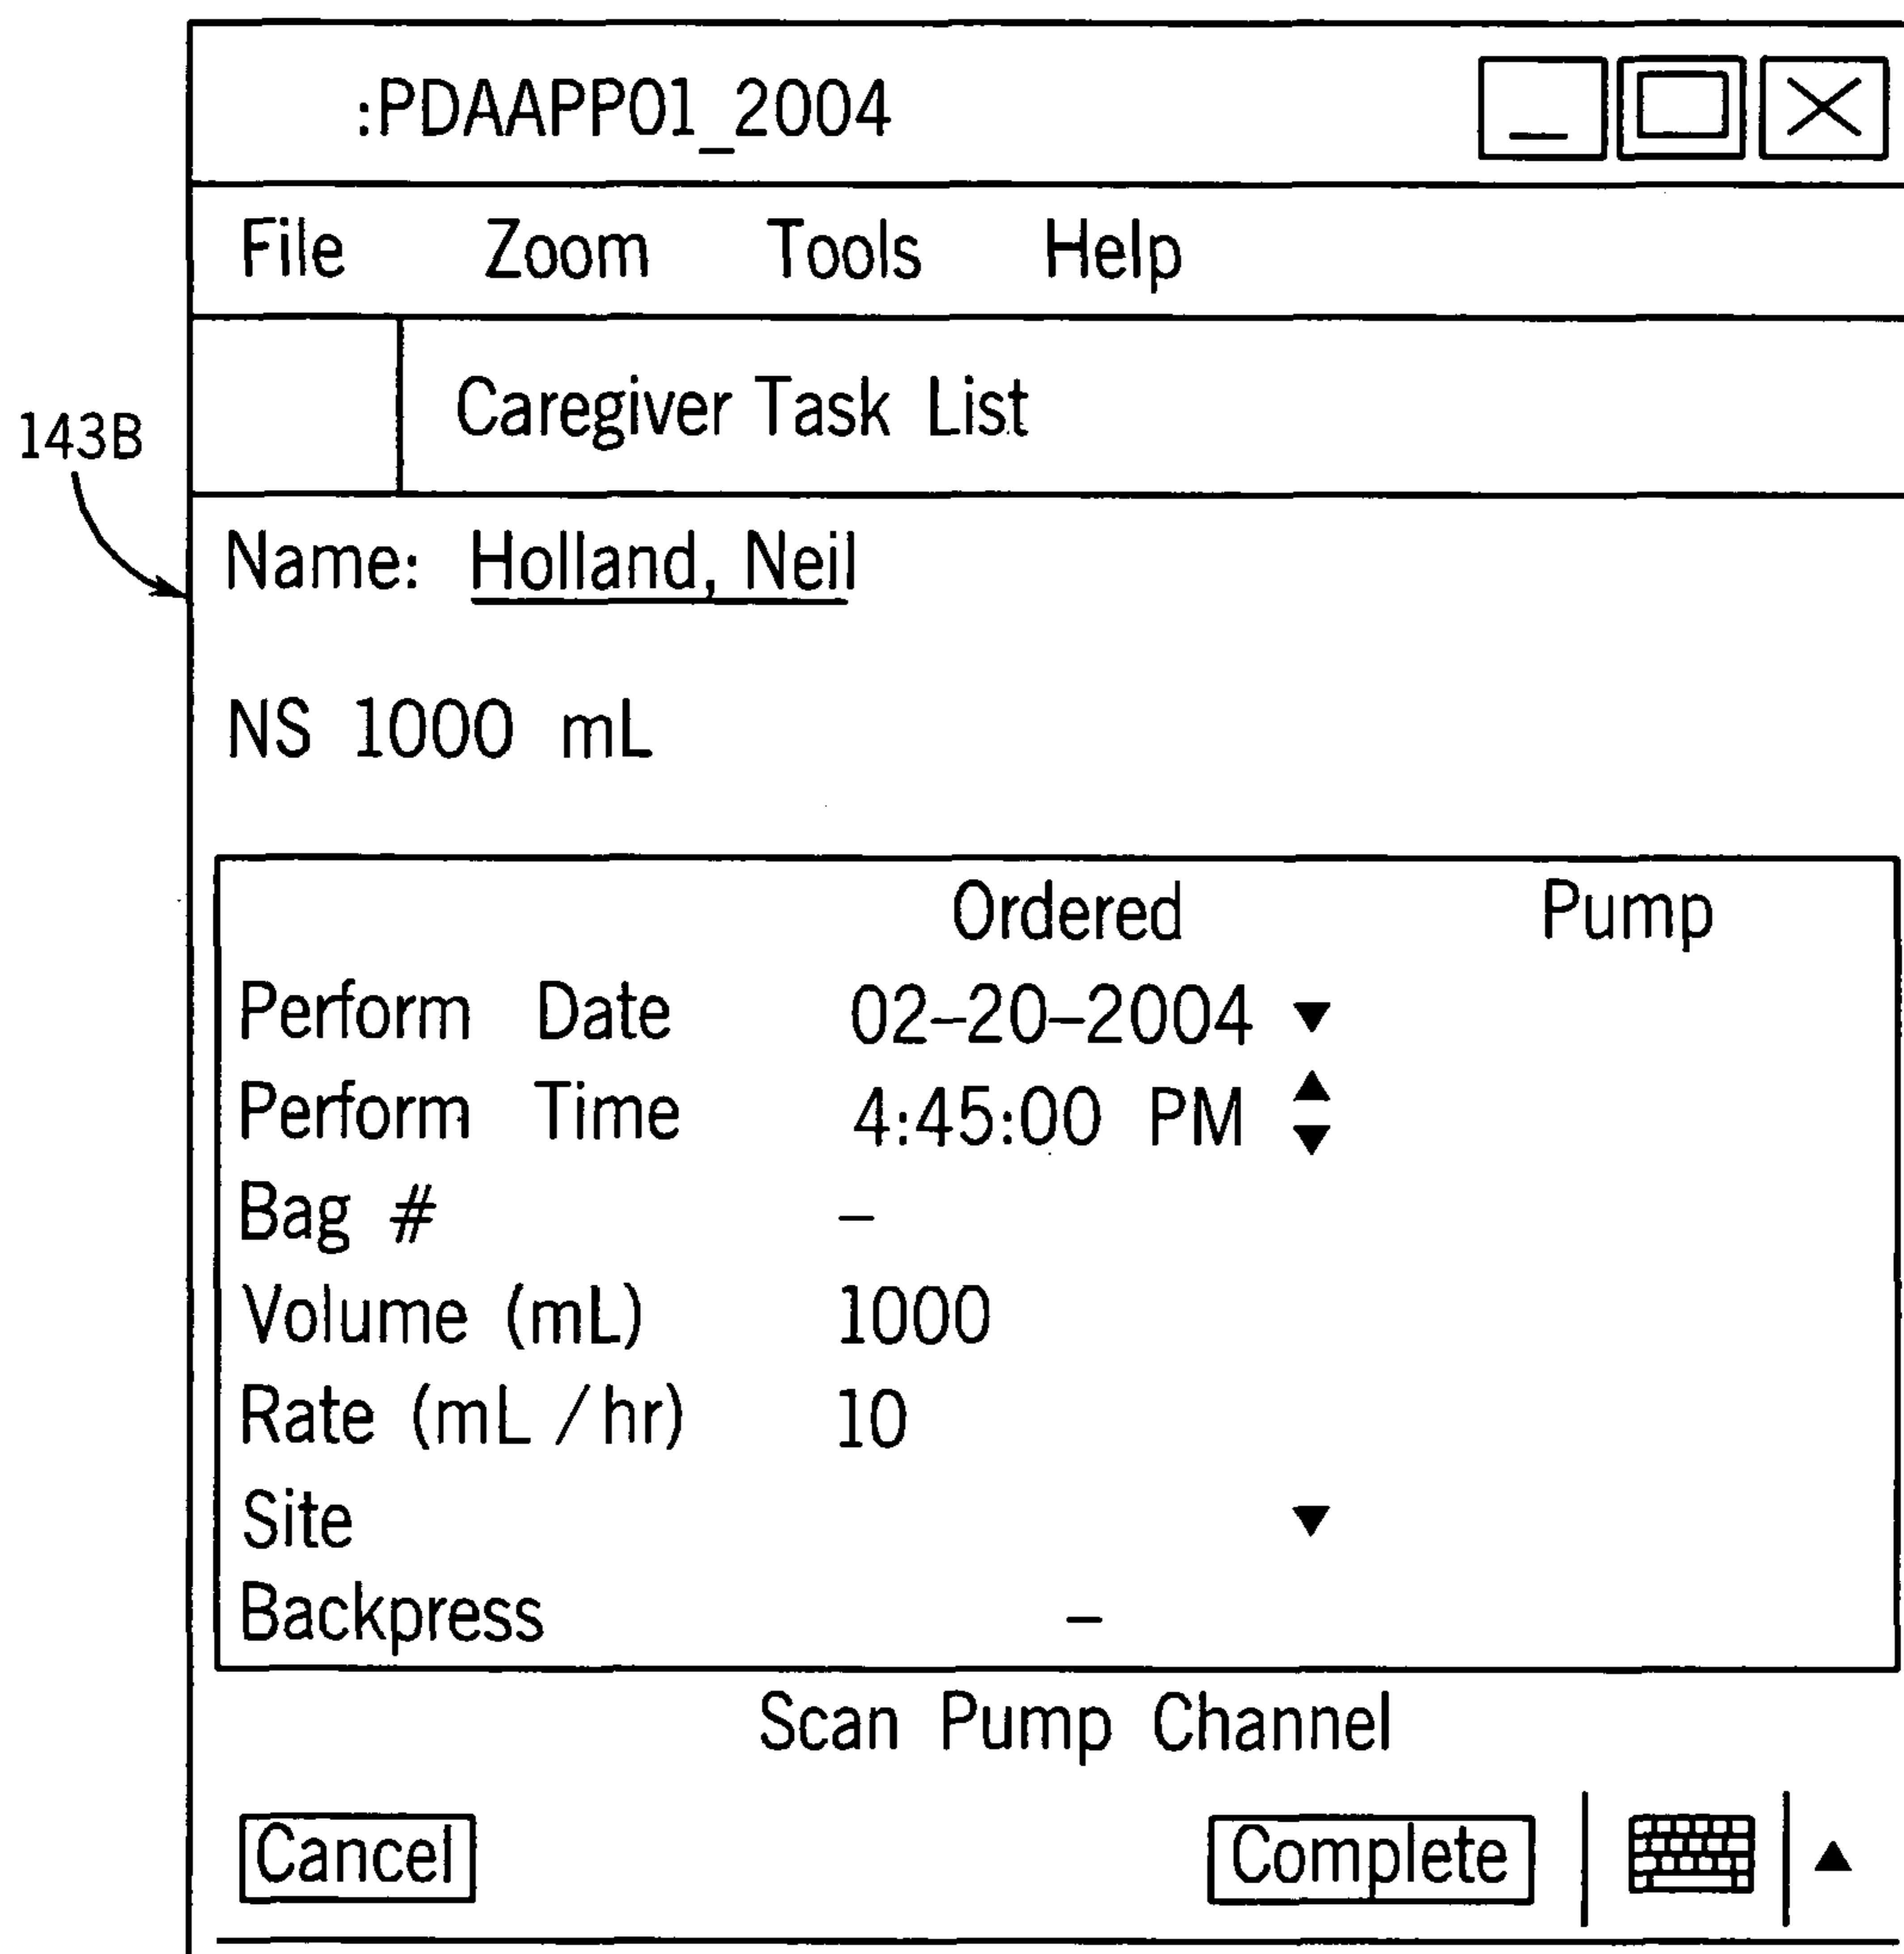 :PDAAPP01_2004
File Zoom Tools Help
Caregiver Task List
143B
Name: Holland, Neil
NS 1000 mL
Ordered Pump
Perform Date 02-20-2004 ▼
Perform Time 4:45:00 PM ▲▼
Bag # –
Volume (mL) 1000
Rate (mL/hr) 10
Site ▼
Backpress –
Scan Pump Channel
Cancel Complete ▲